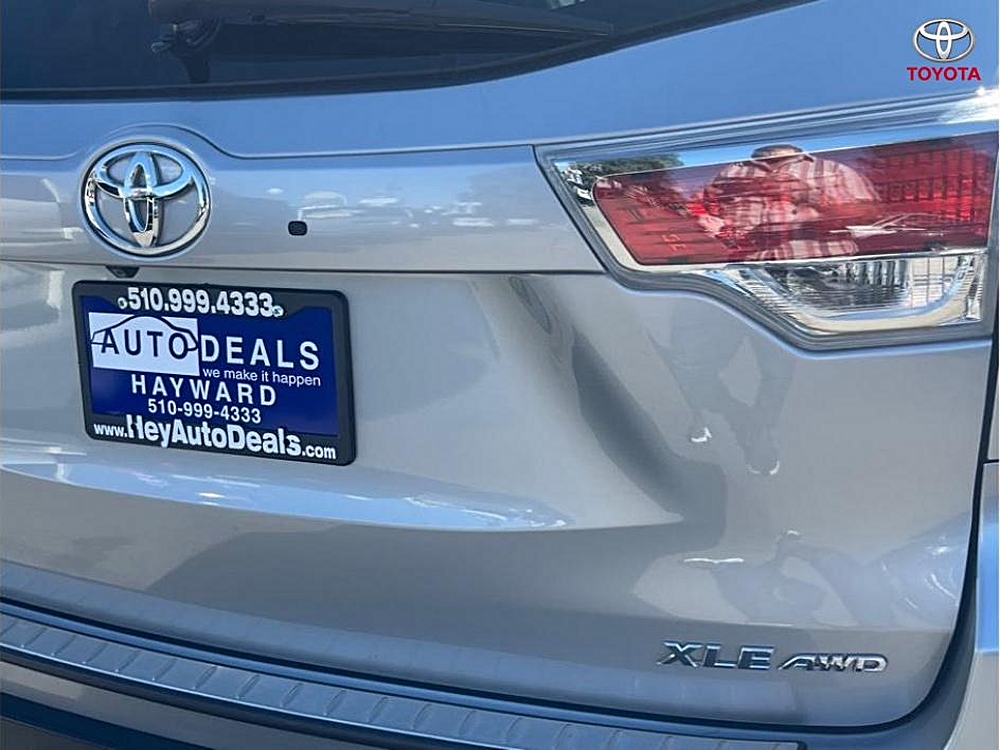 TOYOTA
510.999.4333
AUTO DEALS
we make it happen
HAYWARD
510-999-4333
www.HeyAutoDeals.com
XLE AWD